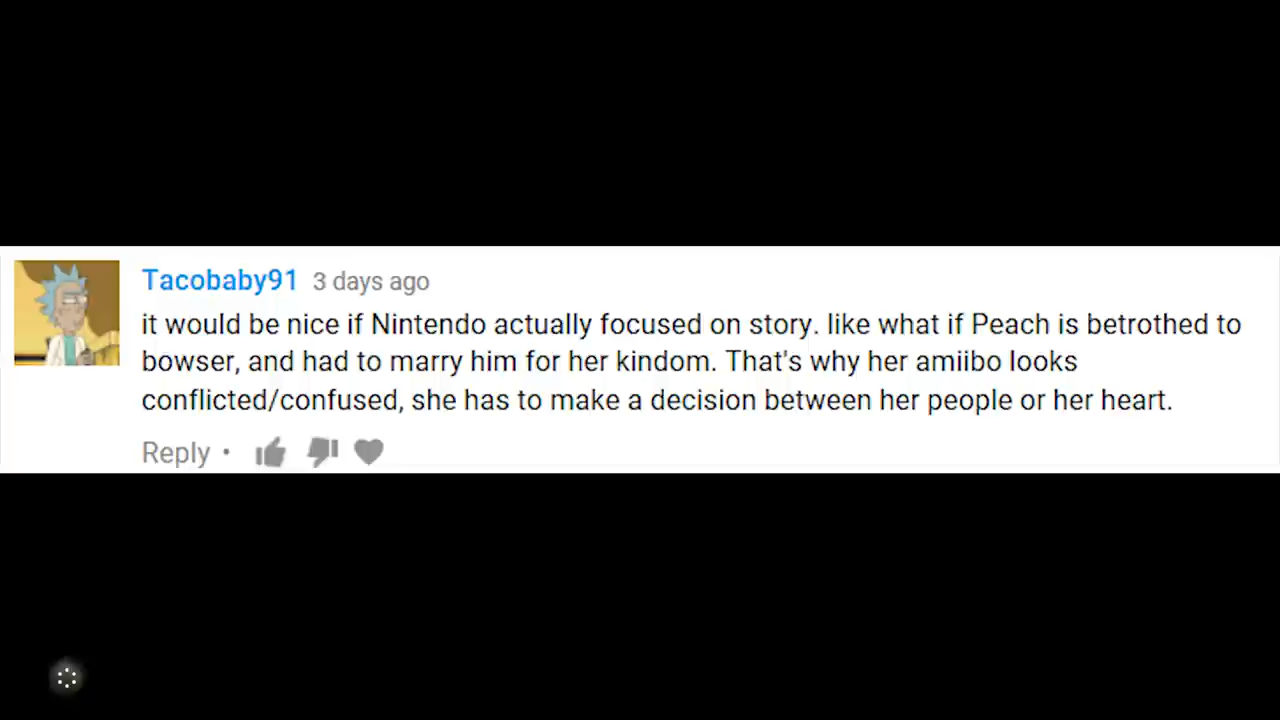 Tacobaby91 3 days ago
it would be nice if Nintendo actually focused on story. like what if Peach is betrothed to
bowser, and had to marry him for her kindom. That's why her amiibo looks
conflicted/confused, she has to make a decision between her people or her heart.
Reply •